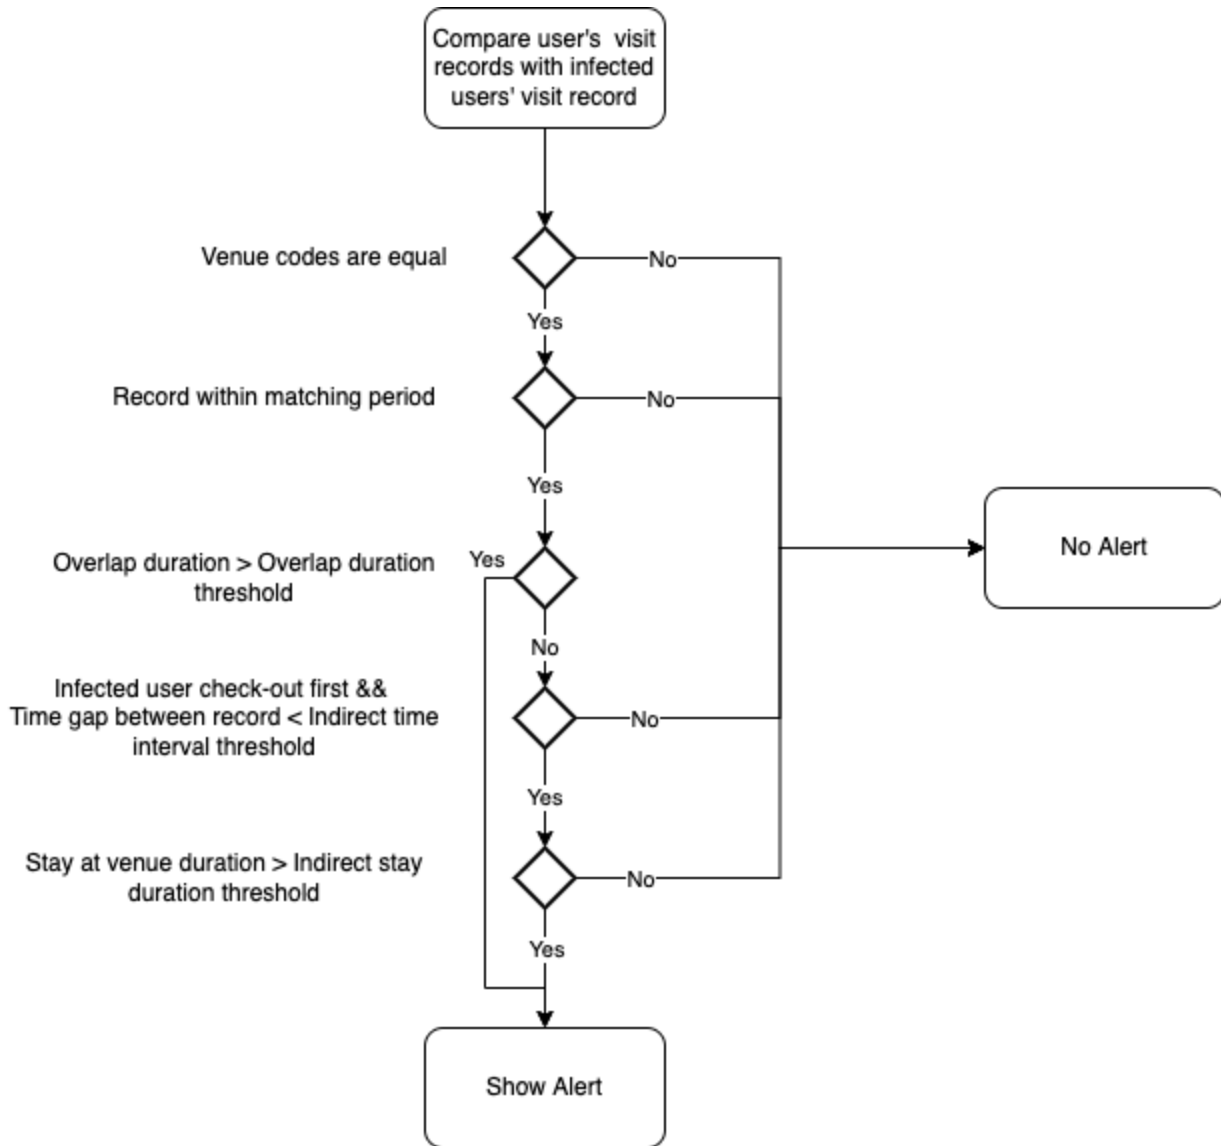 Compare user's visit
records with infected
users' visit record
Venue codes are equal
No
Yes
Record within matching period
No
Yes
Overlap duration > Overlap duration
threshold
Yes
No
Infected user check-out first &&
Time gap between record < Indirect time
interval threshold
No
Yes
Stay at venue duration > Indirect stay
duration threshold
No
Yes
No Alert
Show Alert